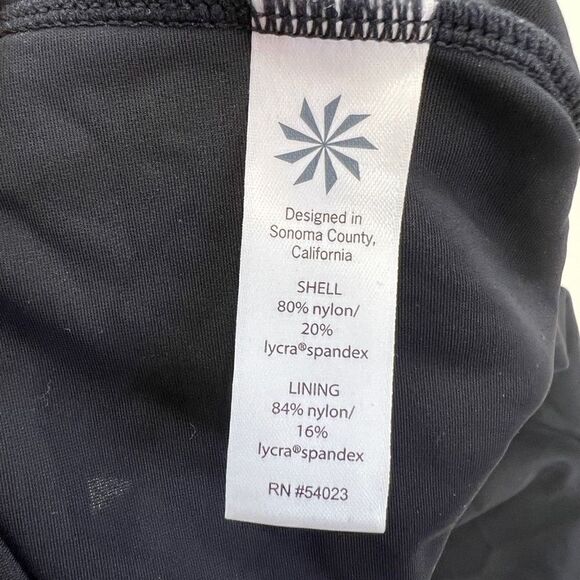 Designed in
Sonoma County,
California
SHELL
80% nylon/
20%
lycra®spandex
LINING
84% nylon/
16%
lycra®spandex
RN #54023